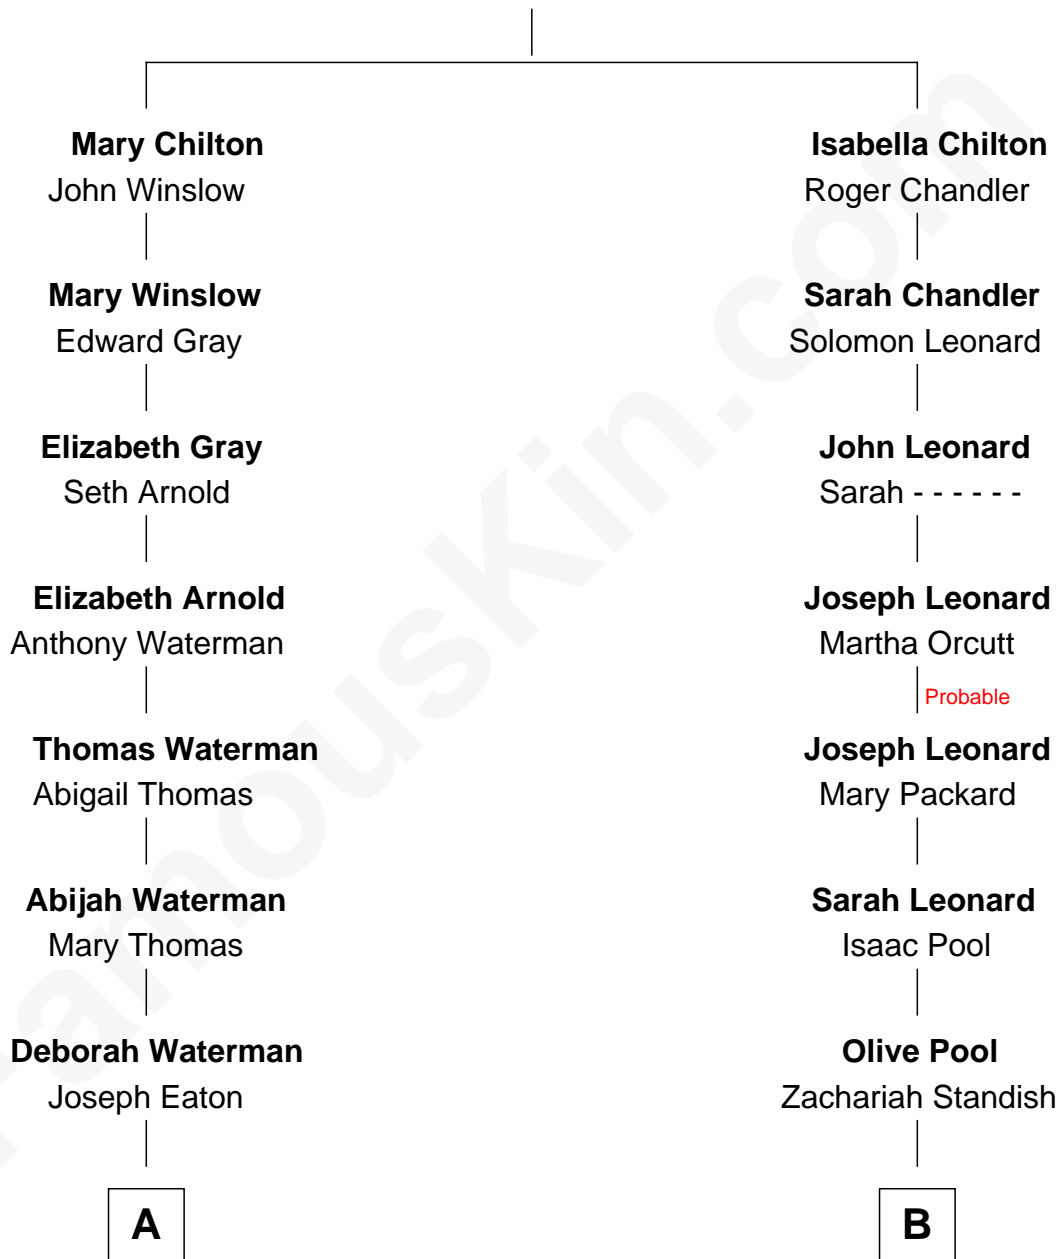 Mary Chilton
John Winslow
Isabella Chilton
Roger Chandler
Mary Winslow
Edward Gray
Sarah Chandler
Solomon Leonard
Elizabeth Gray
Seth Arnold
John Leonard
Sarah - - - - - -
Elizabeth Arnold
Anthony Waterman
Joseph Leonard
Martha Orcutt
Probable
Thomas Waterman
Abigail Thomas
Joseph Leonard
Mary Packard
Abijah Waterman
Mary Thomas
Sarah Leonard
Isaac Pool
Deborah Waterman
Joseph Eaton
Olive Pool
Zachariah Standish
A
B
FamousKin.com